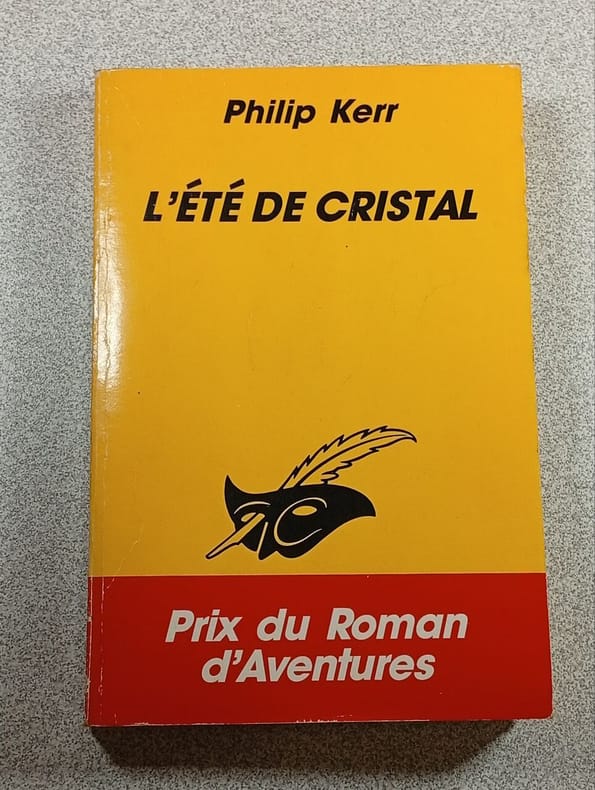 Philip Kerr
L'ÉTÉ DE CRISTAL
Prix du Roman
d'Aventures